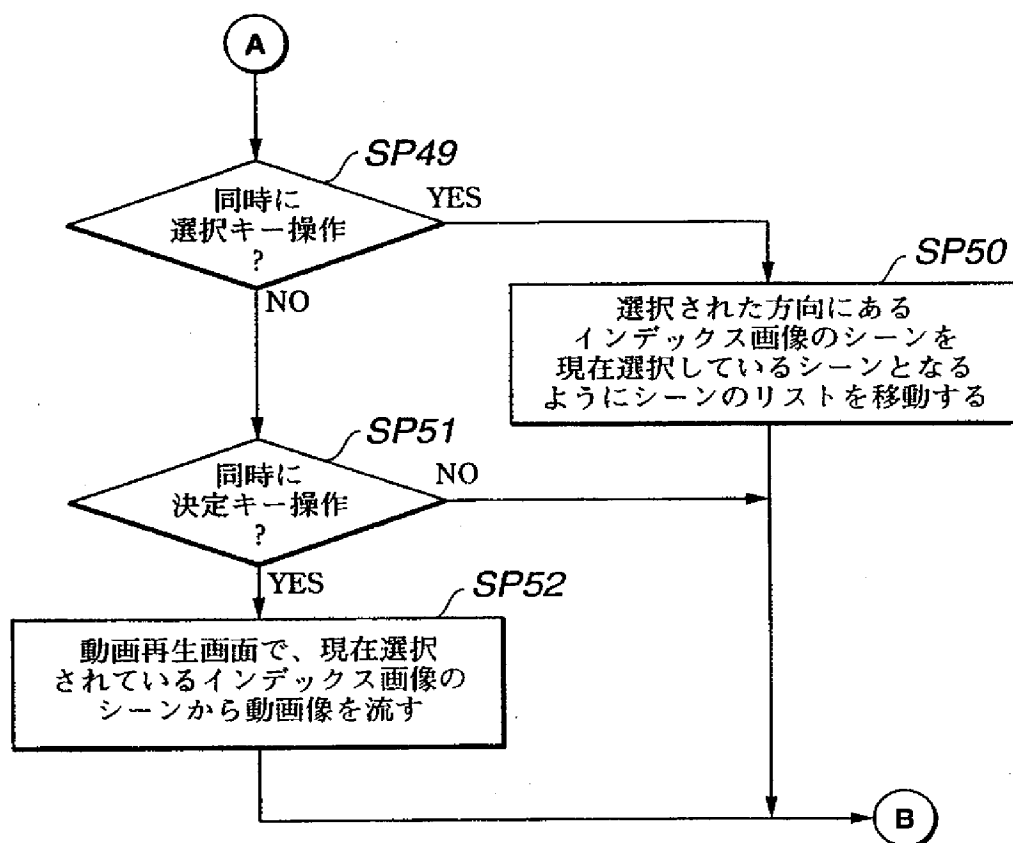 A
SP49
同時に
選択キー操作
?
YES
NO
SP50
選択された方向にある
インデックス画像のシーンを
現在選択しているシーンとなる
ようにシーンのリストを移動する
SP51
同時に
決定キー操作
?
NO
YES
SP52
動画再生画面で、現在選択
されているインデックス画像の
シーンから動画像を流す
B